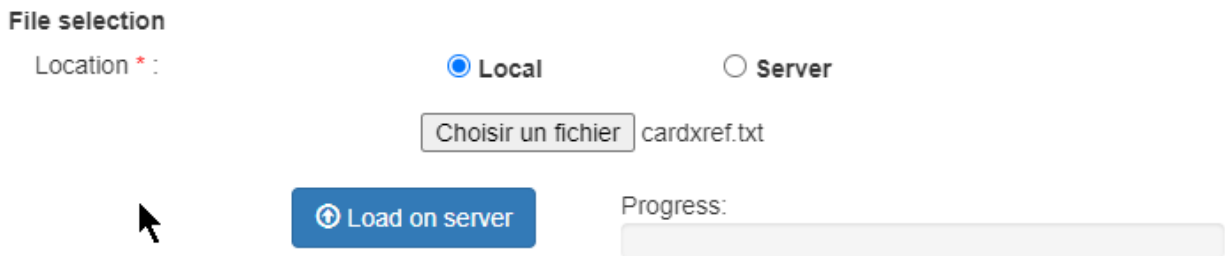 File selection
Location * : Local Server
Choisir un fichier cardxref.txt
Load on server Progress: